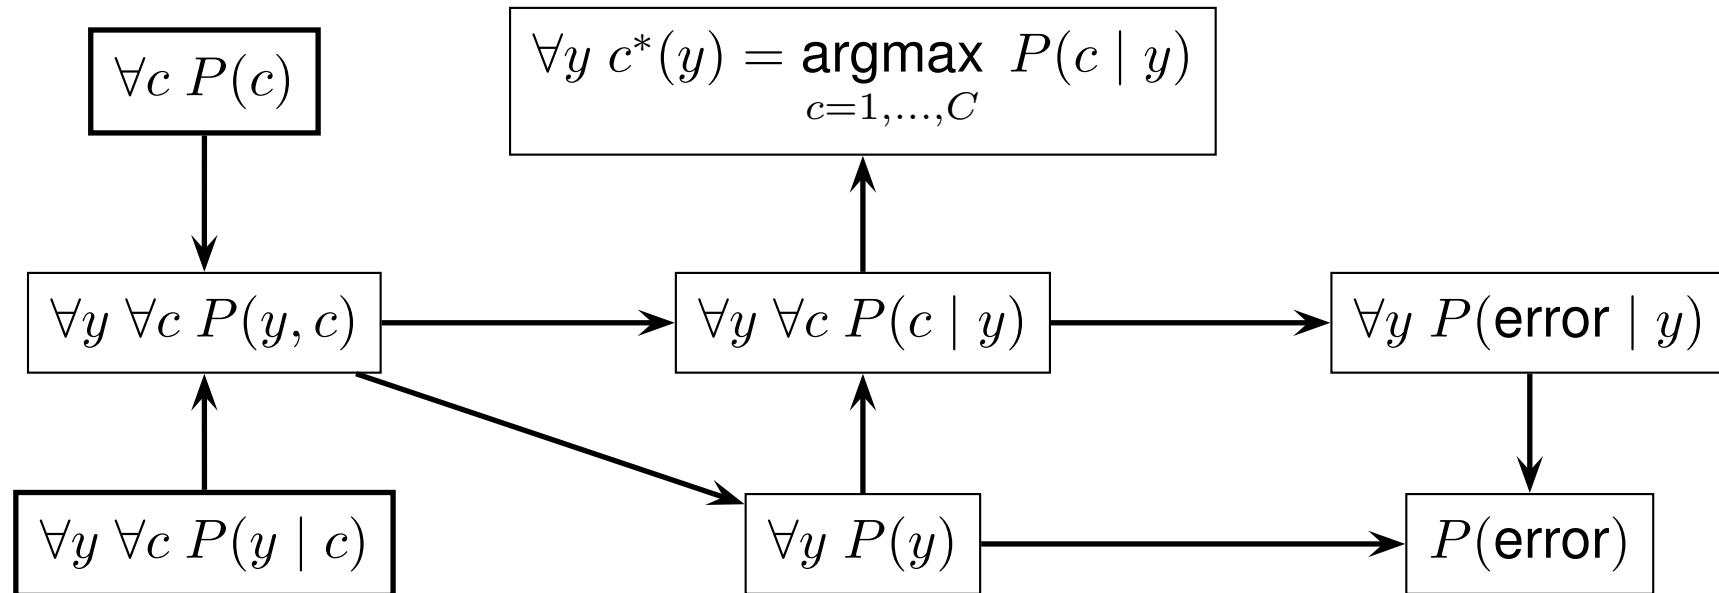 ∀c P(c)
∀y c*(y) = argmax P(c | y)
c=1,...,C
∀y ∀c P(y, c)
∀y ∀c P(c | y)
∀y P(error | y)
∀y ∀c P(y | c)
∀y P(y)
P(error)